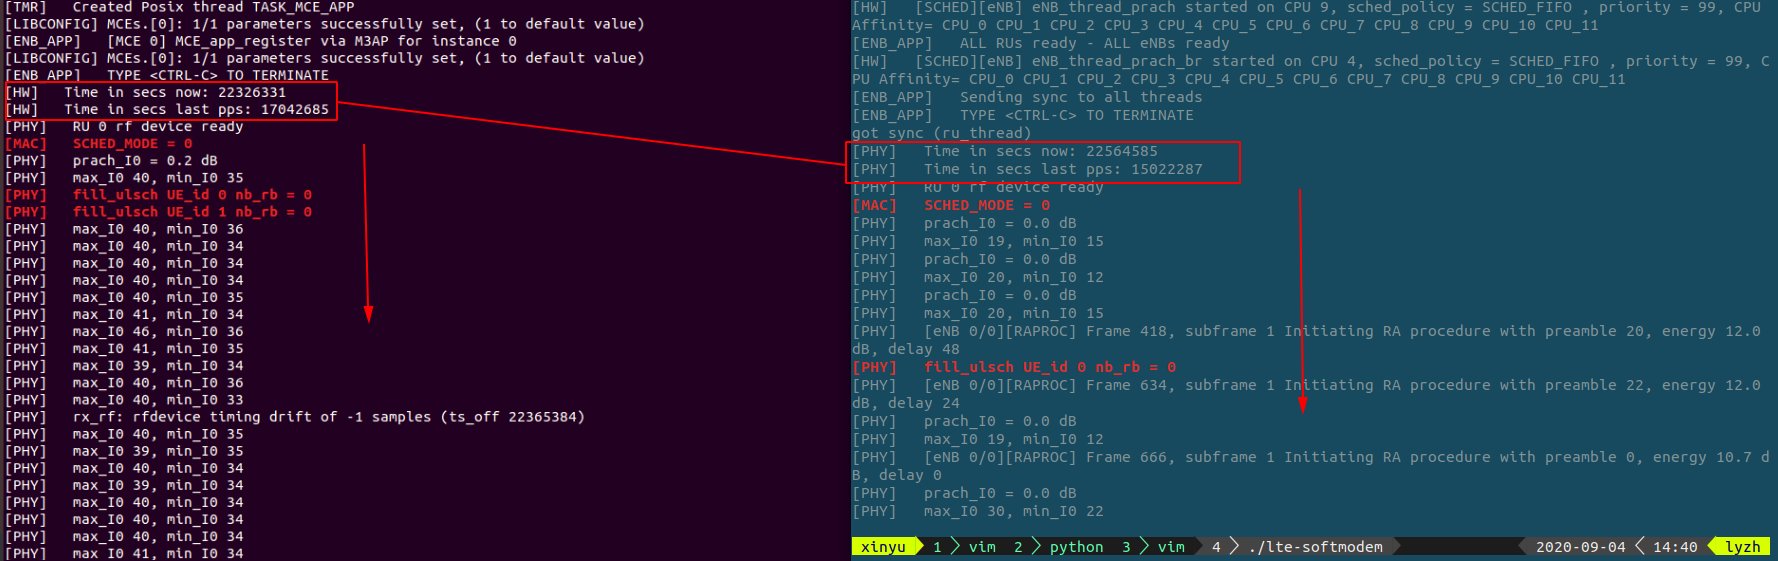 [TMR]   Created Posix thread TASK_MCE_APP
[LIBCONFIG] MCEs.[0]: 1/1 parameters successfully set, (1 to default value)
[ENB_APP]   [MCE 0] MCE_app_register via M3AP for instance 0
[LIBCONFIG] MCEs.[0]: 1/1 parameters successfully set, (1 to default value)
[ENB_APP]   TYPE <CTRL-C> TO TERMINATE
[HW]   Time in secs now: 22326331
[HW]   Time in secs last pps: 17042685
[PHY]   RU 0 rf device ready
[MAC]   SCHED_MODE = 0
[PHY]   prach_I0 = 0.2 dB
[PHY]   max_I0 40, min_I0 35
[PHY]   fill_ulsch UE_id 0 nb_rb = 0
[PHY]   fill_ulsch UE_id 1 nb_rb = 0
[PHY]   max_I0 40, min_I0 36
[PHY]   max_I0 40, min_I0 34
[PHY]   max_I0 40, min_I0 34
[PHY]   max_I0 40, min_I0 34
[PHY]   max_I0 40, min_I0 35
[PHY]   max_I0 41, min_I0 34
[PHY]   max_I0 46, min_I0 36
[PHY]   max_I0 41, min_I0 35
[PHY]   max_I0 39, min_I0 34
[PHY]   max_I0 40, min_I0 36
[PHY]   max_I0 40, min_I0 33
[PHY]   rx_rf: rfdevice timing drift of -1 samples (ts_off 22365384)
[PHY]   max_I0 40, min_I0 35
[PHY]   max_I0 39, min_I0 35
[PHY]   max_I0 40, min_I0 34
[PHY]   max_I0 39, min_I0 34
[PHY]   max_I0 40, min_I0 34
[PHY]   max_I0 40, min_I0 34
[PHY]   max_I0 40, min_I0 34
[PHY]   max_I0 41, min_I0 34
[HW]   [SCHED][eNB] eNB_thread_prach started on CPU 9, sched_policy = SCHED_FIFO , priority = 99, CPU
Affinity= CPU_0 CPU_1 CPU_2 CPU_3 CPU_4 CPU_5 CPU_6 CPU_7 CPU_8 CPU_9 CPU_10 CPU_11
[ENB_APP]   ALL RUs ready - ALL eNBs ready
[HW]   [SCHED][eNB] eNB_thread_prach_br started on CPU 4, sched_policy = SCHED_FIFO , priority = 99, C
PU Affinity= CPU_0 CPU_1 CPU_2 CPU_3 CPU_4 CPU_5 CPU_6 CPU_7 CPU_8 CPU_9 CPU_10 CPU_11
[ENB_APP]   Sending sync to all threads
[ENB_APP]   TYPE <CTRL-C> TO TERMINATE
got sync (ru_thread)
[PHY]   Time in secs now: 22564585
[PHY]   Time in secs last pps: 15022287
[PHY]   RU 0 rf device ready
[MAC]   SCHED_MODE = 0
[PHY]   prach_I0 = 0.0 dB
[PHY]   max_I0 19, min_I0 15
[PHY]   prach_I0 = 0.0 dB
[PHY]   max_I0 20, min_I0 12
[PHY]   prach_I0 = 0.0 dB
[PHY]   max_I0 20, min_I0 15
[PHY]   [eNB 0/0][RAPROC] Frame 418, subframe 1 Initiating RA procedure with preamble 20, energy 12.0
dB, delay 48
[PHY]   fill_ulsch UE_id 0 nb_rb = 0
[PHY]   [eNB 0/0][RAPROC] Frame 634, subframe 1 Initiating RA procedure with preamble 22, energy 12.0
dB, delay 24
[PHY]   prach_I0 = 0.0 dB
[PHY]   max_I0 19, min_I0 12
[PHY]   [eNB 0/0][RAPROC] Frame 666, subframe 1 Initiating RA procedure with preamble 0, energy 10.7 d
B, delay 0
[PHY]   prach_I0 = 0.0 dB
[PHY]   max_I0 30, min_I0 22
xinyu 1 vim 2 python 3 vim 4 ./lte-softmodem 2020-09-04 14:40 lyzh